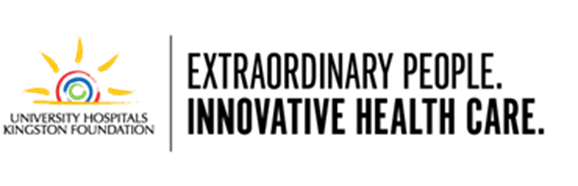 UNIVERSITY HOSPITALS
KINGSTON FOUNDATION
EXTRAORDINARY PEOPLE.
INNOVATIVE HEALTH CARE.